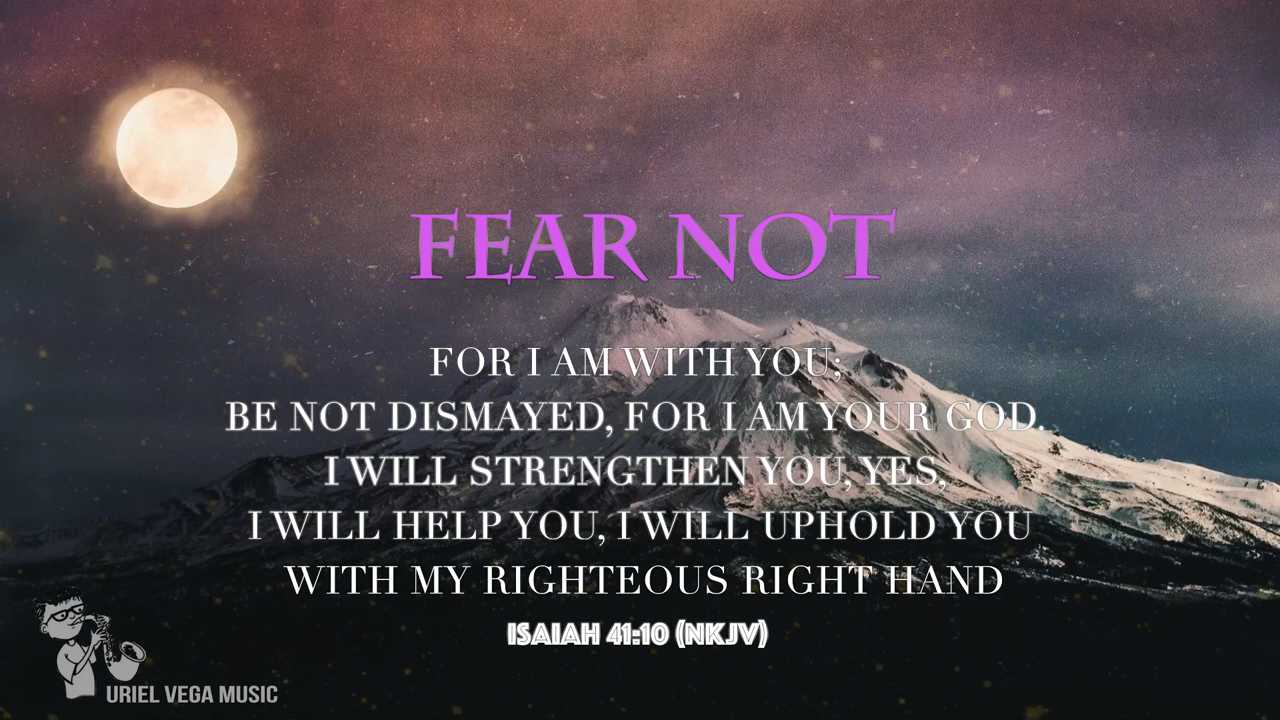 FEAR NOT
FOR I AM WITH YOU;
BE NOT DISMAYED, FOR I AM YOUR GOD.
I WILL STRENGTHEN YOU, YES,
I WILL HELP YOU, I WILL UPHOLD YOU
WITH MY RIGHTEOUS RIGHT HAND
ISAIAH 41:10 (NKJV)
URIEL VEGA MUSIC